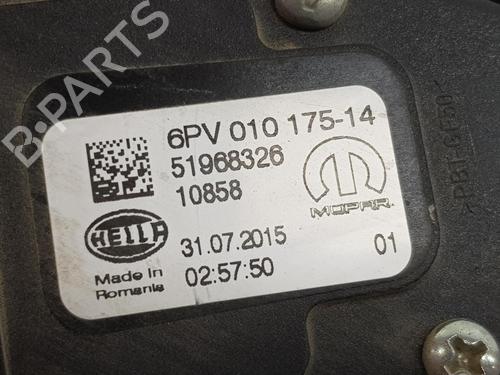 B-PARTS
6PV 010 175-14
51968326
10858
MOPAR
HELLA
31.07.2015
01
Made in
Romania
02:57:50